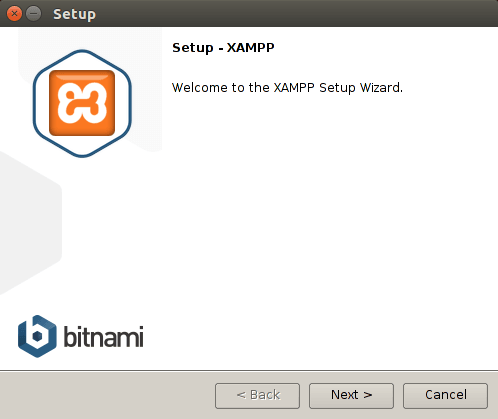 Setup
Setup - XAMPP
Welcome to the XAMPP Setup Wizard.
bitnami
< Back
Next >
Cancel